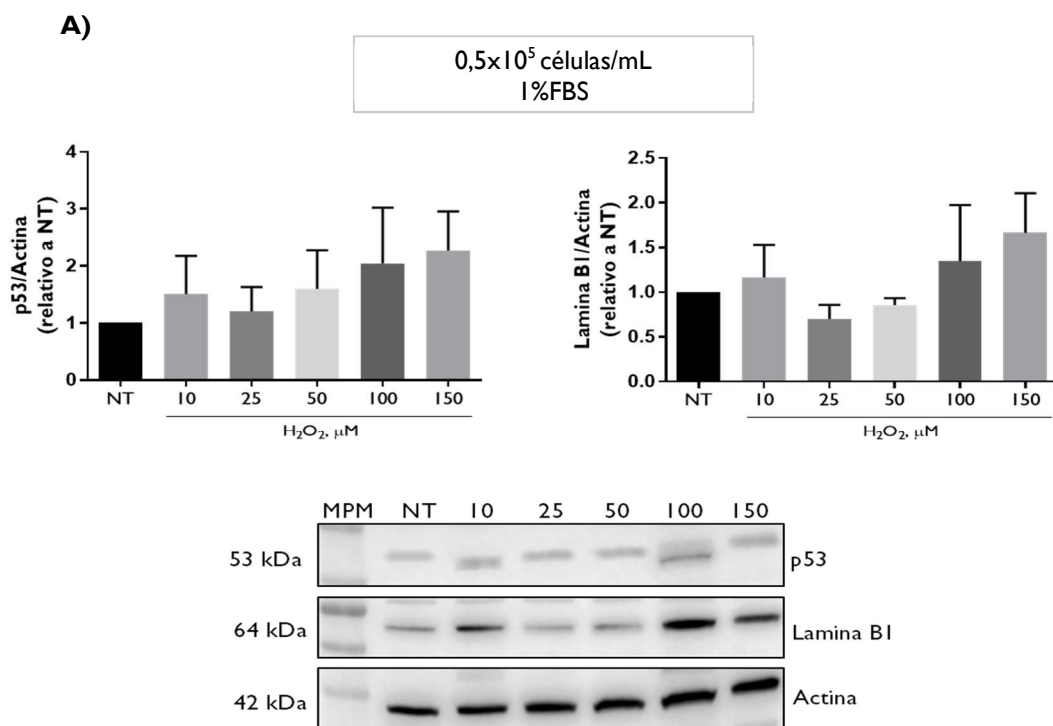 A)
0,5x10⁵ células/mL
1%FBS
p53/Actina
(relativo a NT)
4
3
2
1
0
NT 10 25 50 100 150
H₂O₂, μM
Lamina B1/Actina
(relativo a NT)
2.5
2.0
1.5
1.0
0.5
0.0
NT 10 25 50 100 150
H₂O₂, μM
MPM NT 10 25 50 100 150
53 kDa p53
64 kDa Lamina B1
42 kDa Actina